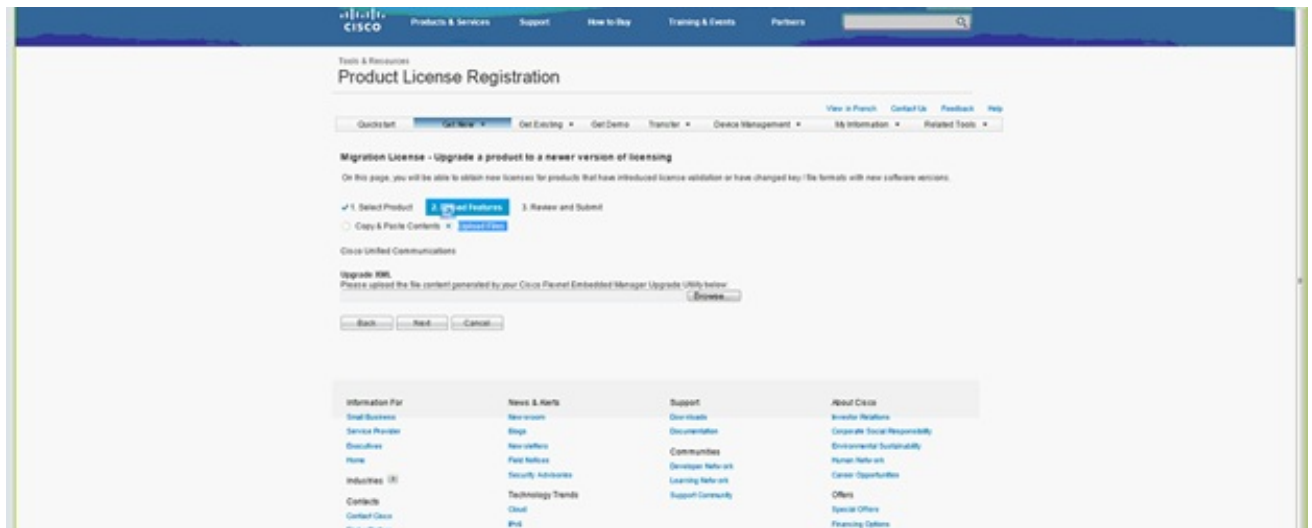 CISCO
Products & Services Support How to Buy Training & Events Partners
Tools & Resources
Product License Registration
View in French Contact Us Feedback Help
Quickstart Get New Get Existing Get Demo Transfer Device Management My Information Related Tools
Migration License - Upgrade a product to a newer version of licensing
On this page, you will be able to obtain new licenses for products that have introduced license validation or have changed key / file formats with new software versions.
1. Select Product 2. Features 3. Review and Submit
Copy & Paste Contents Upload Files
Cisco Unified Communications
Upgrade XML
Please upload the file content generated by your Cisco Flexnet Embedded Manager Upgrade Utility below:
Browse...
Back Next Cancel
Information For News & Alerts Support About Cisco
Small Business Newsroom Downloads Investor Relations
Service Provider Blogs Documentation Corporate Social Responsibility
Executives Newsletters Environmental Sustainability
Communities
Home Field Notices Human Network
Developer Network
Security Advisories Career Opportunities
Industries Learning Network
Technology Trends Support Community Offers
Contacts
Cloud Special Offers
Contact Cisco
IPv6 Financing Options